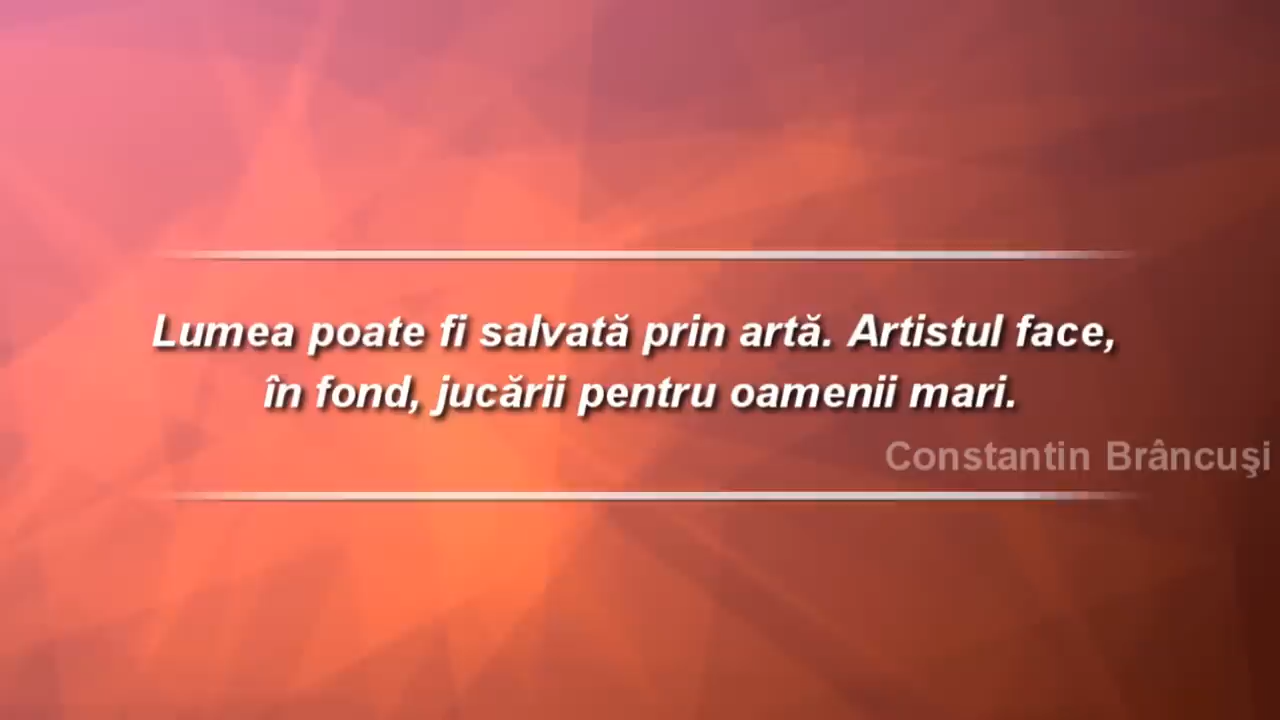 Lumea poate fi salvată prin artă. Artistul face,
în fond, jucării pentru oamenii mari.
Constantin Brâncuşi